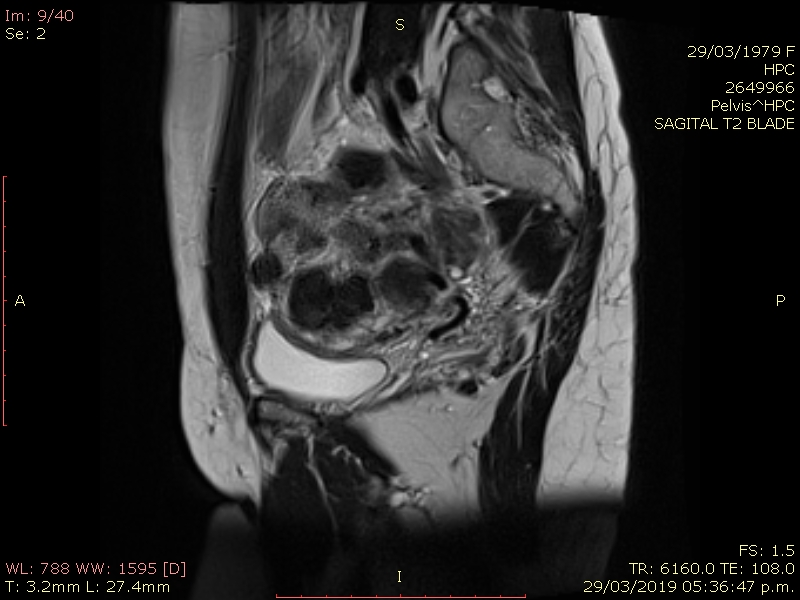 Im: 9/40
Se: 2
S
29/03/1979 F
HPC
2649966
Pelvis^HPC
SAGITAL T2 BLADE
A
P
WL: 788 WW: 1595 [D]
T: 3.2mm L: 27.4mm
I
FS: 1.5
TR: 6160.0 TE: 108.0
29/03/2019 05:36:47 p.m.